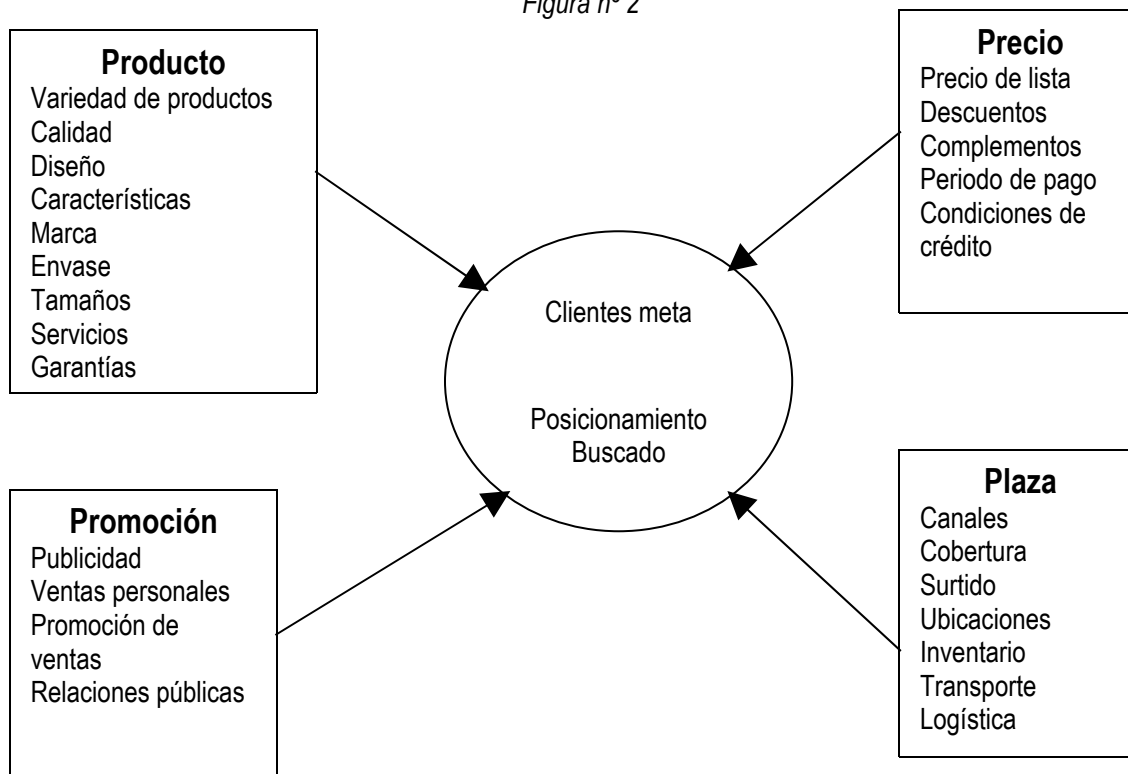 Figura nº 2
Producto
Variedad de productos
Calidad
Diseño
Características
Marca
Envase
Tamaños
Servicios
Garantías
Precio
Precio de lista
Descuentos
Complementos
Periodo de pago
Condiciones de
crédito
Clientes meta
Posicionamiento
Buscado
Promoción
Publicidad
Ventas personales
Promoción de
ventas
Relaciones públicas
Plaza
Canales
Cobertura
Surtido
Ubicaciones
Inventario
Transporte
Logística